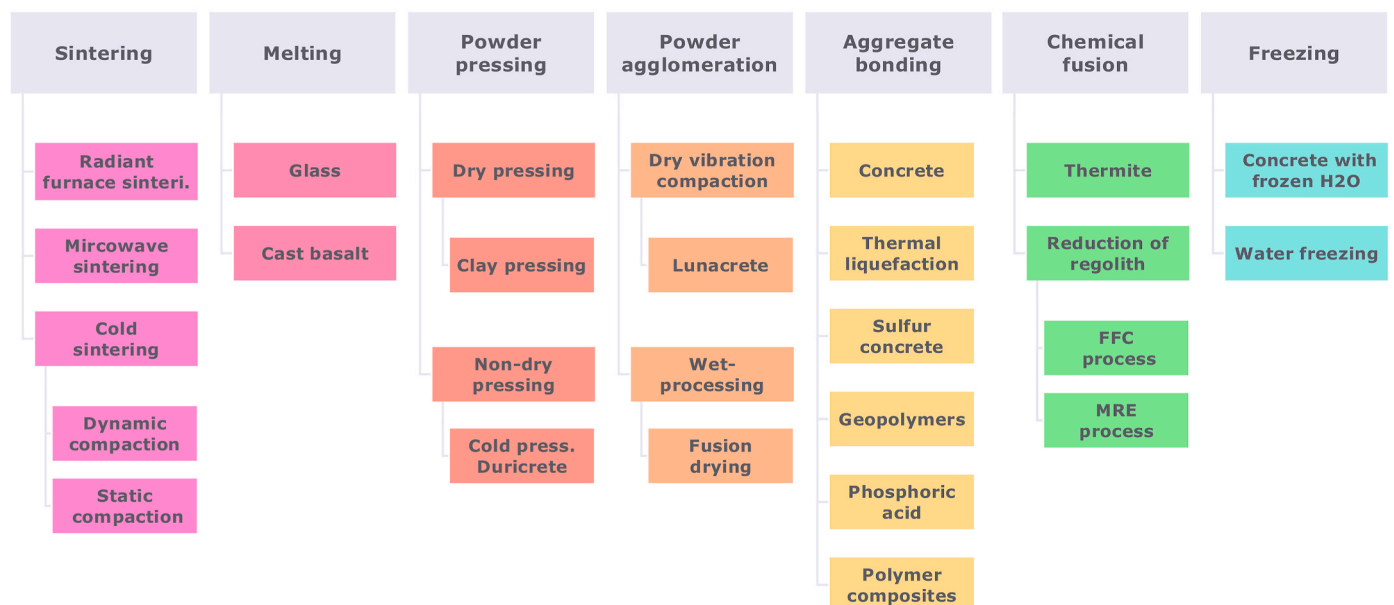 Sintering
Radiant
furnace sinteri.
Mircowave
sintering
Cold
sintering
Dynamic
compaction
Static
compaction
Melting
Glass
Cast basalt
Powder
pressing
Dry pressing
Clay pressing
Non-dry
pressing
Cold press.
Duricrete
Powder
agglomeration
Dry vibration
compaction
Lunacrete
Wet-
processing
Fusion
drying
Aggregate
bonding
Concrete
Thermal
liquefaction
Sulfur
concrete
Geopolymers
Phosphoric
acid
Polymer
composites
Chemical
fusion
Thermite
Reduction of
regolith
FFC
process
MRE
process
Freezing
Concrete with
frozen H2O
Water freezing